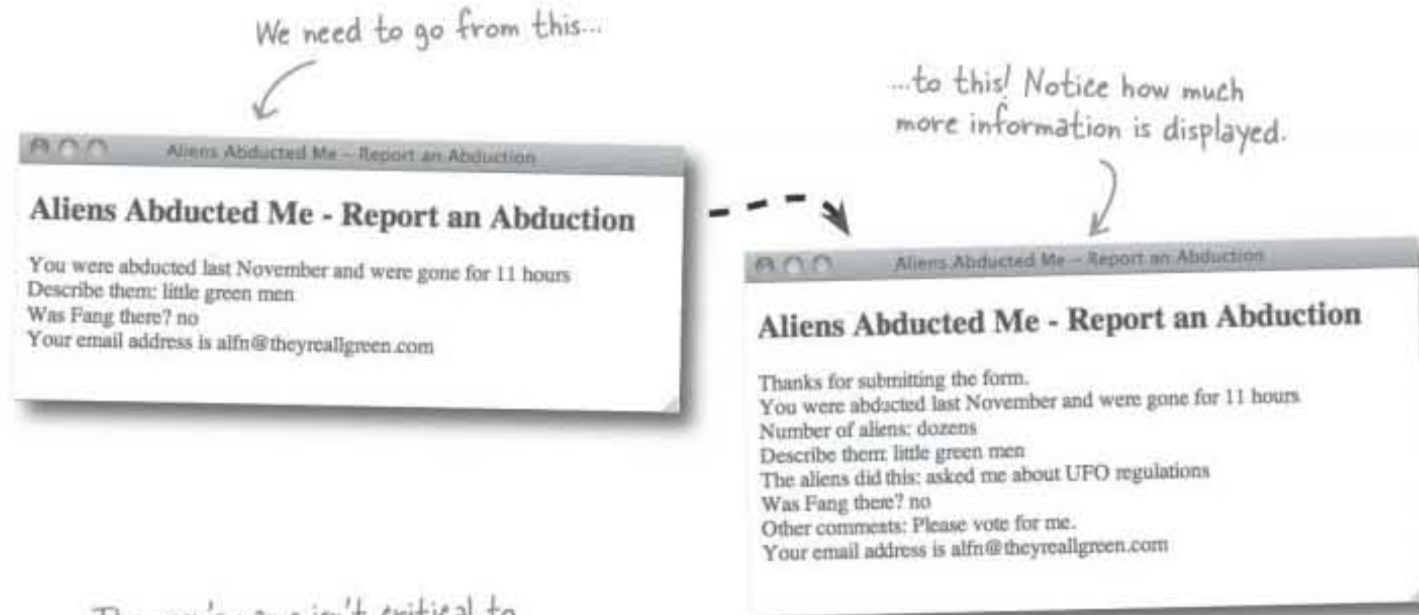 We need to go from this...
...to this! Notice how much
more information is displayed.
Aliens Abducted Me - Report an Abduction
Aliens Abducted Me - Report an Abduction
You were abducted last November and were gone for 11 hours
Describe them: little green men
Was Fang there? no
Your email address is alfn@theyreallgreen.com
Aliens Abducted Me - Report an Abduction
Aliens Abducted Me - Report an Abduction
Thanks for submitting the form.
You were abducted last November and were gone for 11 hours
Number of aliens: dozens
Describe them: little green men
The aliens did this: asked me about UFO regulations
Was Fang there? no
Other comments: Please vote for me.
Your email address is alfn@theyreallgreen.com
isn't critical to